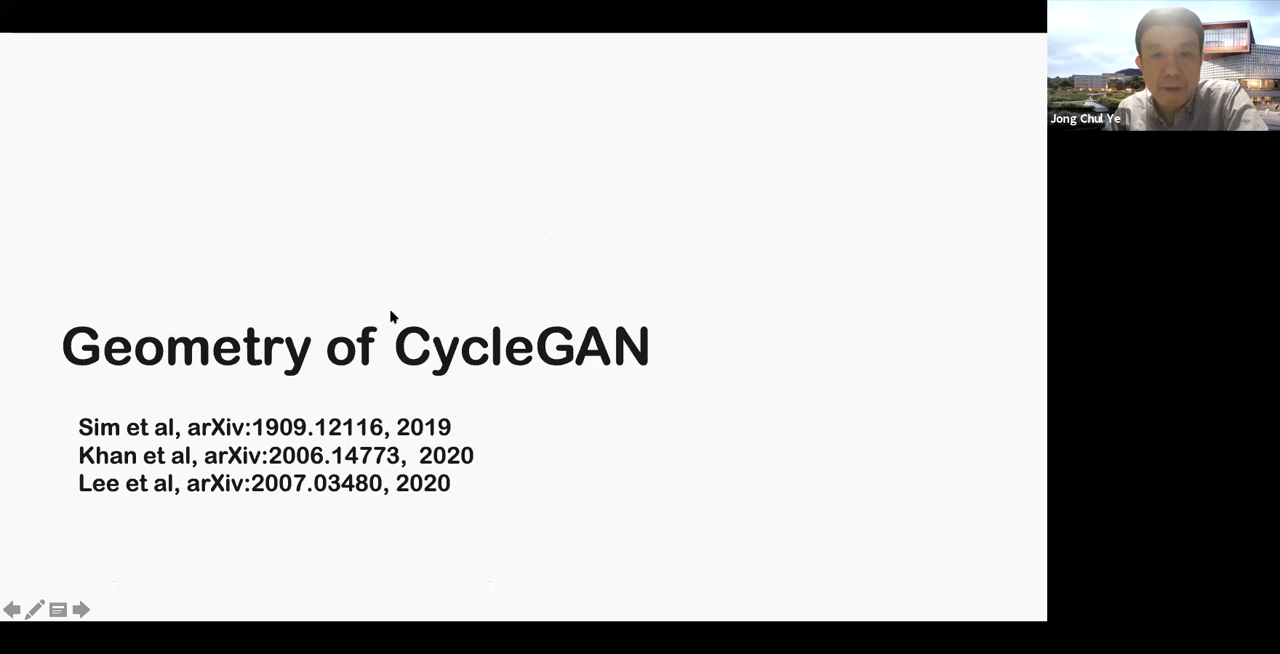 Jong Chul Ye
Geometry of CycleGAN
Sim et al, arXiv:1909.12116, 2019
Khan et al, arXiv:2006.14773, 2020
Lee et al, arXiv:2007.03480, 2020